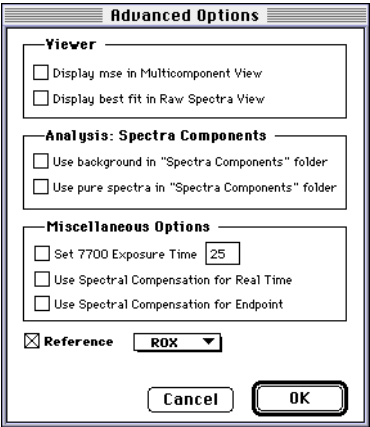 Advanced Options
Viewer
Display mse in Multicomponent View
Display best fit in Raw Spectra View
Analysis: Spectra Components
Use background in "Spectra Components" folder
Use pure spectra in "Spectra Components" folder
Miscellaneous Options
Set 7700 Exposure Time 25
Use Spectral Compensation for Real Time
Use Spectral Compensation for Endpoint
Reference ROX
Cancel OK